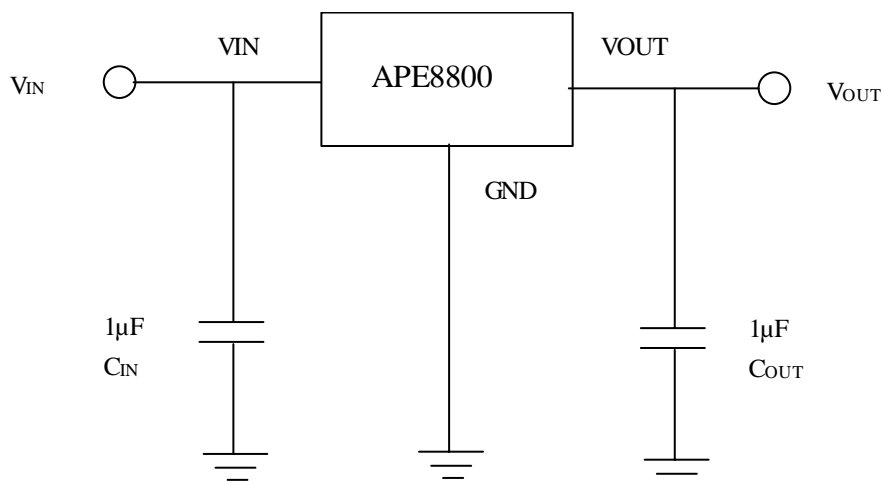 VIN
VOUT
VIN
APE8800
VOUT
GND
1µF
CIN
1µF
COUT